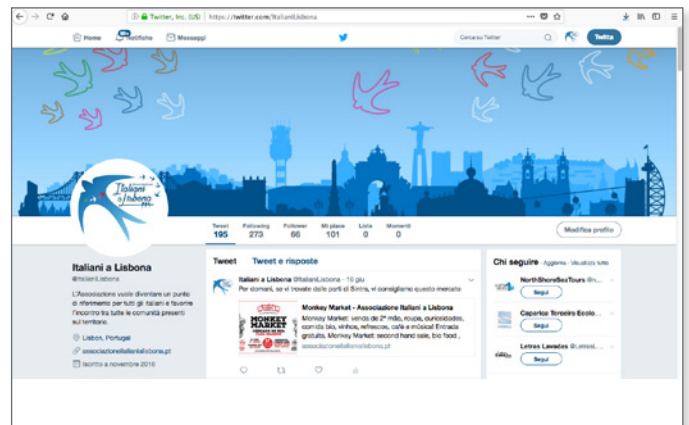 Twitter, Inc. (US) https://twitter.com/ItalianiLisbona
Home Notifiche Messaggi Cerca su Twitter Twitta
Italiani
a Lisbona
Tweet Following Follower Mi piace Liste Momenti
195 273 66 101 0 0
Modifica profilo
Italiani a Lisbona
@ItalianiLisbona
L'Associazione vuole diventare un punto
di riferimento per tutti gli italiani e favorire
l'incontro tra tutte le comunità presenti
sul territorio.
Lisbon, Portugal
associazioneitalianialisbona.pt
Iscritto a novembre 2016
Tweet Tweet e risposte
Italiani a Lisbona @ItalianiLisbona · 16 giu
Per domani, se vi trovate dalle parti di Sintra, vi consigliamo questo mercato
MONKEY
MARKET
Monkey Market - Associazione Italiani a Lisbona
Monkey Market: venda de 2ª mão, roupa, curiosidades,
comida bio, vinhos, refrescos, café e música! Entrada
gratuita. Monkey Market: second hand sale, bio food ,
associazioneitalianialisbona.pt
Chi seguire · Aggiorna · Visualizza tutto
NorthShoreSeaTours
Segui
Caparica Terceiro Ecolo...
Segui
Letras Lavadas
Segui